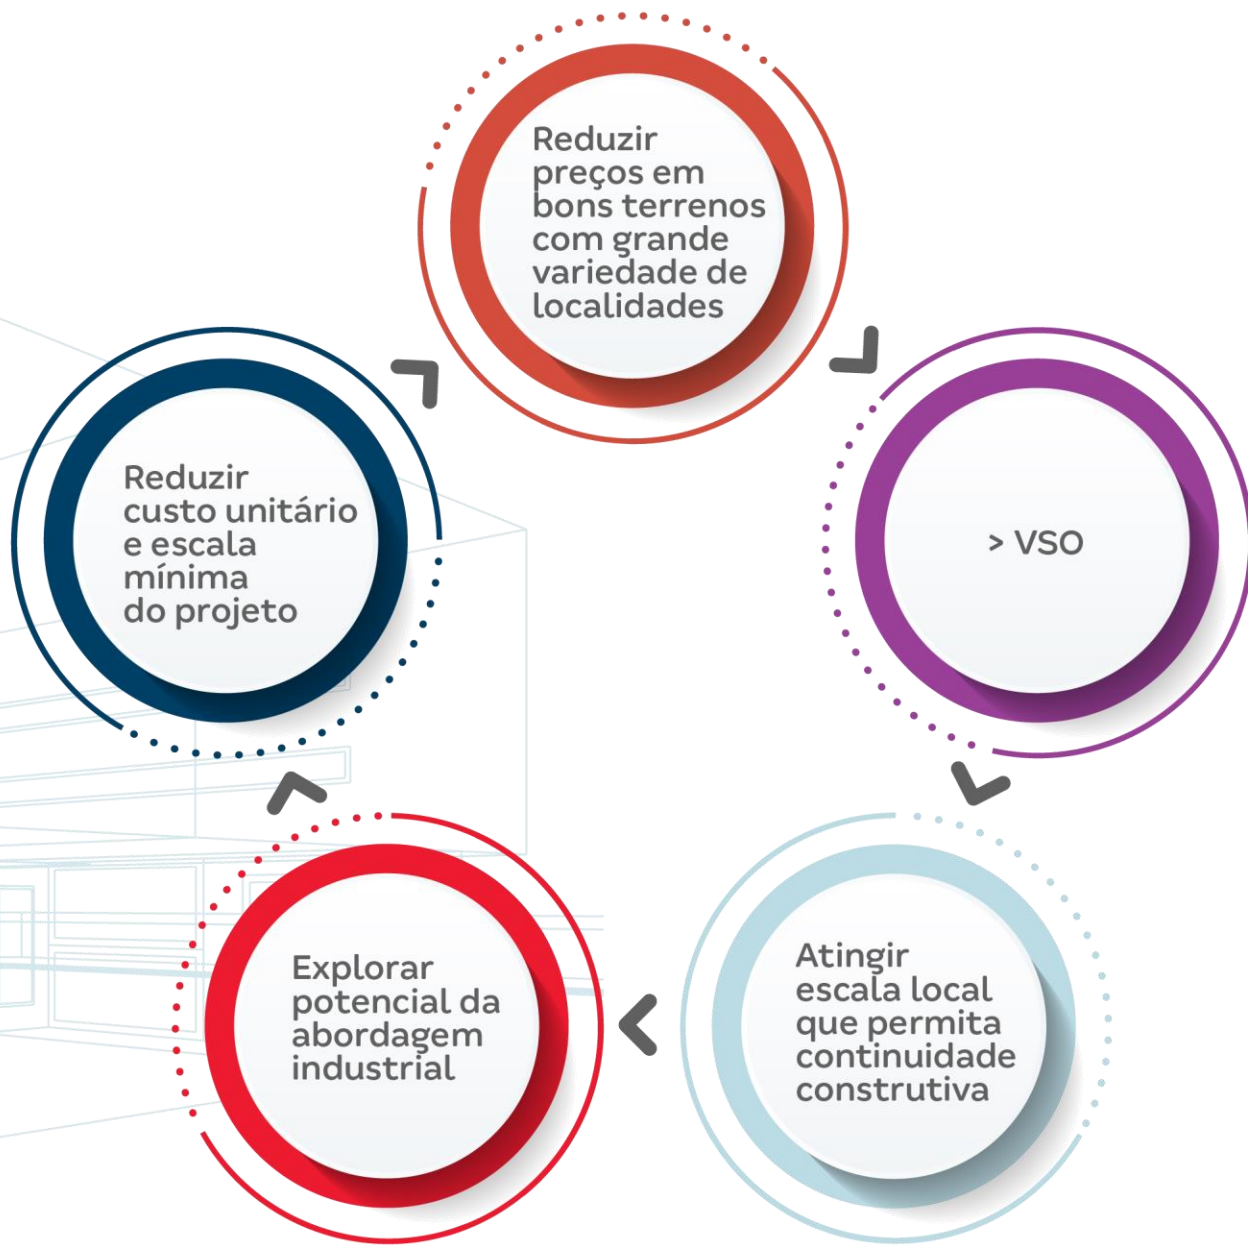 Reduzir
preços em
bons terrenos
com grande
variedade de
localidades
> VSO
Atingir
escala local
que permita
continuidade
construtiva
Explorar
potencial da
abordagem
industrial
Reduzir
custo unitário
e escala
mínima
do projeto